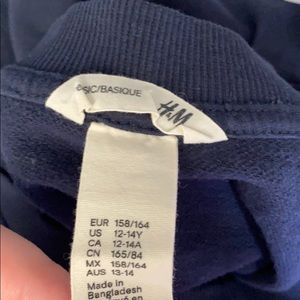 BASIC/BASIQUE
H&M
EUR 158/164
US 12-14Y
CA 12-14A
CN 165/84
MX 158/164
AUS 13-14
Made in
Bangladesh